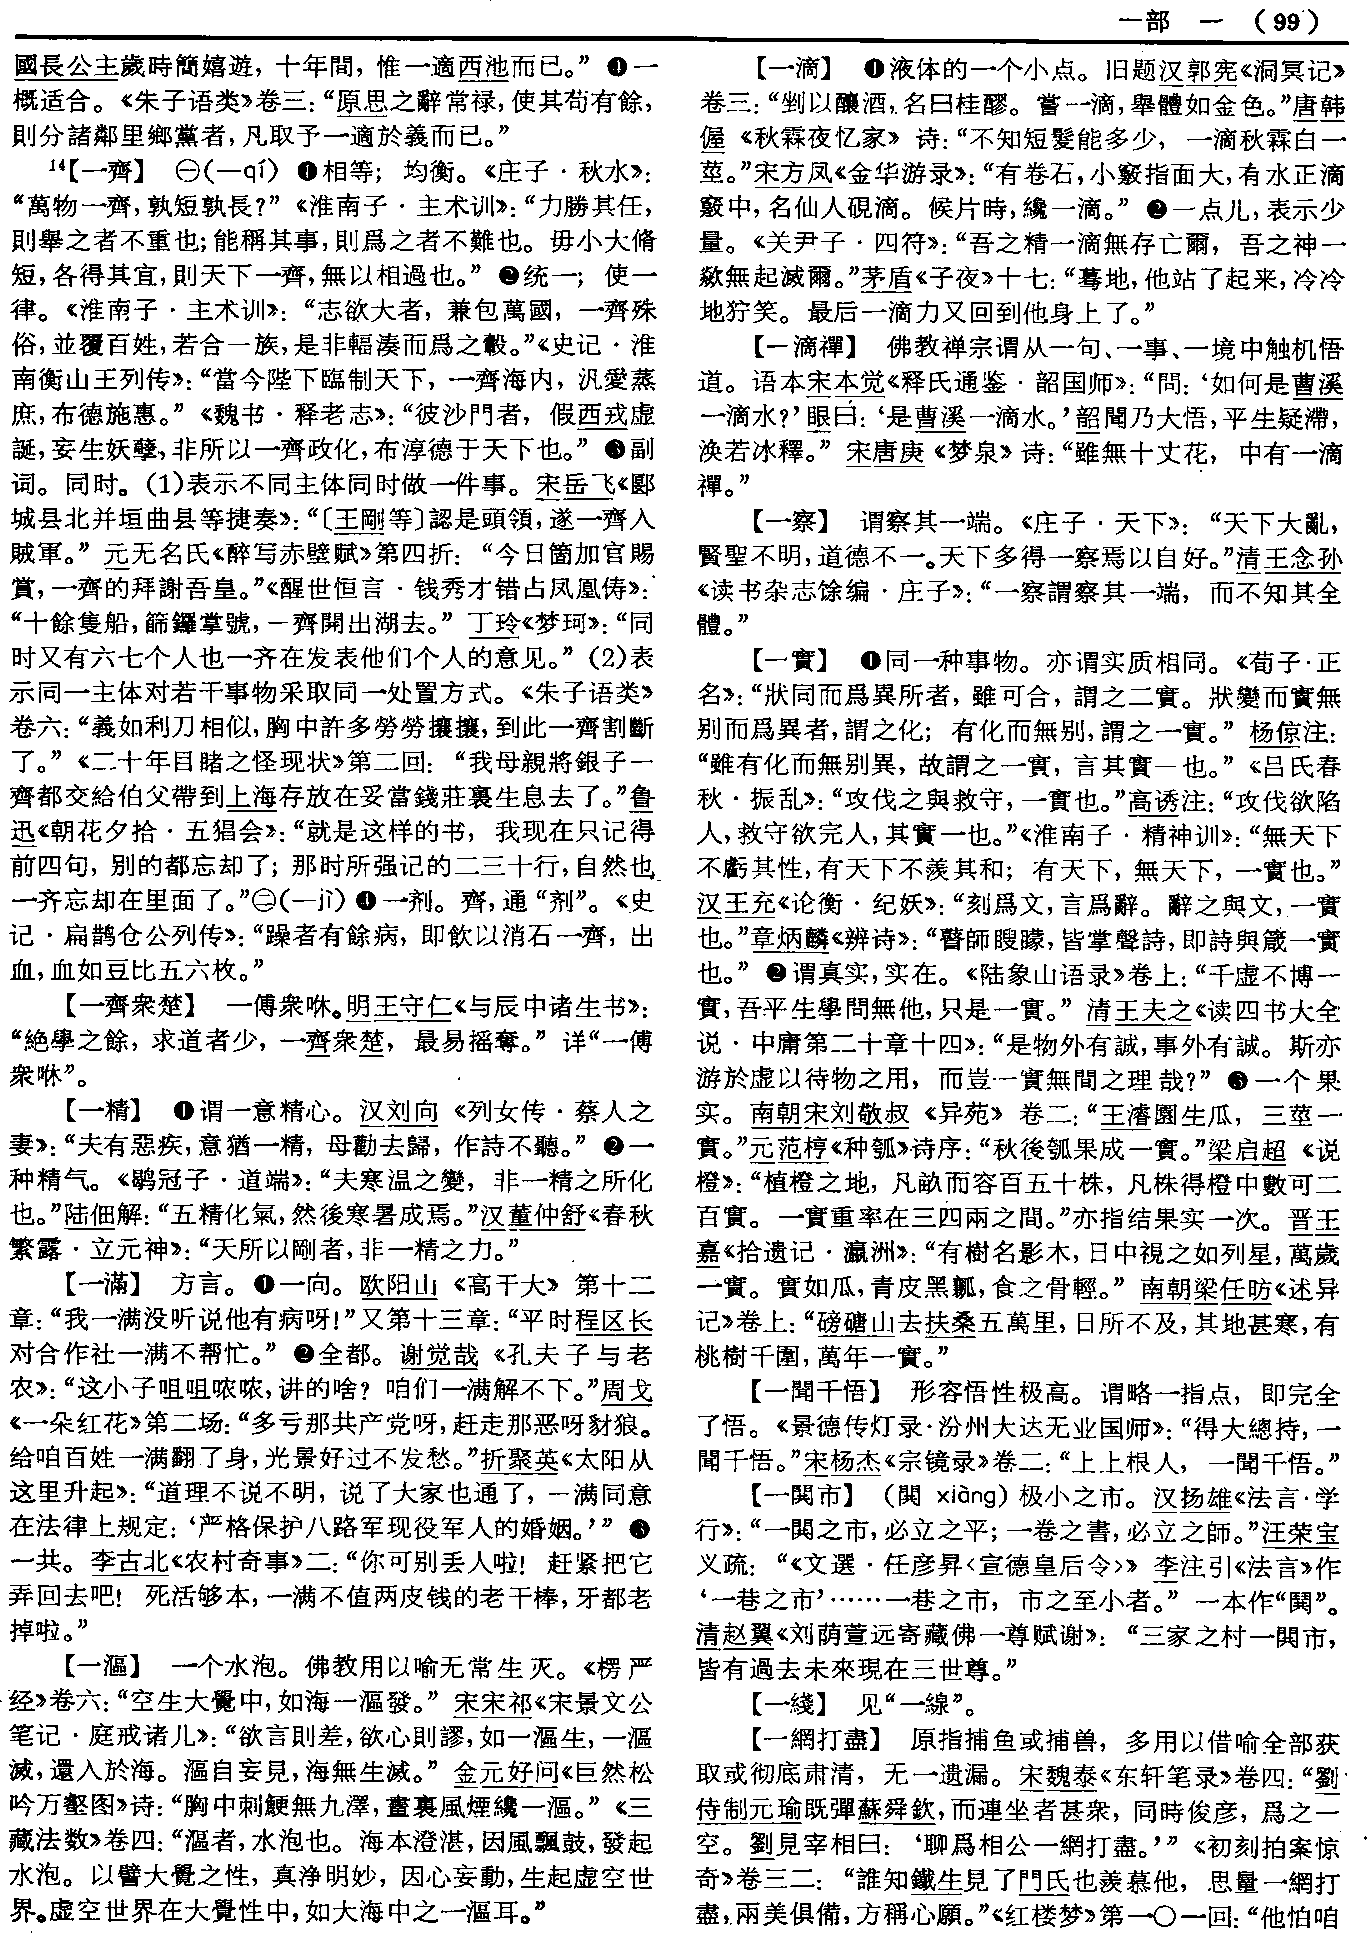 一部 一 （99）
國長公主歲時簡嬉遊，十年間，惟一適西池而已。”❹一
概适合。《朱子语类》卷三：“原思之辭常禄，使其苟有餘，
則分諸鄰里鄉黨者，凡取予一適於義而已。”
14【一齊】 ㊀（—qí）❶相等；均衡。《庄子·秋水》：
“萬物一齊，孰短孰長？”《淮南子·主术训》：“力勝其任，
則舉之者不重也；能稱其事，則爲之者不難也。毋小大脩
短，各得其宜，則天下一齊，無以相過也。”❷统一；使一
律。《淮南子·主术训》：“志欲大者，兼包萬國，一齊殊
俗，並覆百姓，若合一族，是非輻湊而爲之轂。”《史记·淮
南衡山王列传》：“當今陛下臨制天下，一齊海内，汎愛蒸
庶，布德施惠。”《魏书·释老志》：“彼沙門者，假西戎虚
誕，妄生妖孽，非所以一齊政化，布淳德于天下也。”❸副
词。同时。（1）表示不同主体同时做一件事。宋岳飞《郾
城县北并垣曲县等捷奏》：“〔王剛等〕認是頭領，遂一齊入
賊軍。”元无名氏《醉写赤壁赋》第四折：“今日箇加官賜
賞，一齊的拜謝吾皇。”《醒世恒言·钱秀才错占凤凰俦》：
“十餘隻船，篩鑼掌號，一齊開出湖去。”丁玲《梦珂》：“同
时又有六七个人也一齐在发表他们个人的意见。”（2）表
示同一主体对若干事物采取同一处置方式。《朱子语类》
卷六：“義如利刀相似，胸中許多勞勞攘攘，到此一齊割斷
了。”《二十年目睹之怪现状》第二回：“我母親將銀子一
齊都交給伯父帶到上海存放在妥當錢莊裏生息去了。”鲁
迅《朝花夕拾·五猖会》：“就是这样的书，我现在只记得
前四句，别的都忘却了；那时所强记的二三十行，自然也
一齐忘却在里面了。”㊁（—jì）❶一剂。齊，通“剂”。《史
记·扁鹊仓公列传》：“躁者有餘病，即飲以消石一齊，出
血，血如豆比五六枚。”
【一齊衆楚】 一傅衆咻。明王守仁《与辰中诸生书》：
“絶學之餘，求道者少，一齊衆楚，最易摇奪。”详“一傅
衆咻”。
【一精】 ❶谓一意精心。汉刘向《列女传·蔡人之
妻》：“夫有惡疾，意猶一精，母勸去歸，作詩不聽。”❷一
种精气。《鹖冠子·道端》：“夫寒温之變，非一精之所化
也。”陆佃解：“五精化氣，然後寒暑成焉。”汉董仲舒《春秋
繁露·立元神》：“天所以剛者，非一精之力。”
【一滿】 方言。❶一向。欧阳山《高干大》第十二
章：“我一满没听说他有病呀！”又第十三章：“平时程区长
对合作社一满不帮忙。”❷全都。谢觉哉《孔夫子与老
农》：“这小子咀咀哝哝，讲的啥？咱们一满解不下。”周戈
《一朵红花》第二场：“多亏那共产党呀，赶走那恶呀豺狼。
给咱百姓一满翻了身，光景好过不发愁。”折聚英《太阳从
这里升起》：“道理不说不明，说了大家也通了，一满同意
在法律上规定：‘严格保护八路军现役军人的婚姻。’”❸
一共。李古北《农村奇事》二：“你可别丢人啦！赶紧把它
弄回去吧！死活够本，一满不值两皮钱的老干棒，牙都老
掉啦。”
【一漚】 一个水泡。佛教用以喻无常生灭。《楞严
经》卷六：“空生大覺中，如海一漚發。”宋宋祁《宋景文公
笔记·庭戒诸儿》：“欲言則差，欲心則謬，如一漚生，一漚
滅，還入於海。漚自妄見，海無生滅。”金元好问《巨然松
吟万壑图》诗：“胸中刺鯁無九澤，畫裏風煙纔一漚。”《三
藏法数》卷四：“漚者，水泡也。海本澄湛，因風飄鼓，發起
水泡。以譬大覺之性，真净明妙，因心妄動，生起虚空世
界。虚空世界在大覺性中，如大海中之一漚耳。”
【一滴】 ❶液体的一个小点。旧题汉郭宪《洞冥记》
卷三：“剉以釀酒，名曰桂醪。嘗一滴，舉體如金色。”唐韩
偓《秋霖夜忆家》诗：“不知短髮能多少，一滴秋霖白一
莖。”宋方凤《金华游录》：“有卷石，小竅指面大，有水正滴
竅中，名仙人硯滴。候片時，纔一滴。”❷一点儿，表示少
量。《关尹子·四符》：“吾之精一滴無存亡爾，吾之神一
欻無起滅爾。”茅盾《子夜》十七：“蓦地，他站了起来，冷冷
地狞笑。最后一滴力又回到他身上了。”
【一滴禪】 佛教禅宗谓从一句、一事、一境中触机悟
道。语本宋本觉《释氏通鉴·韶国师》：“問：‘如何是曹溪
一滴水？’眼曰：‘是曹溪一滴水。’韶聞乃大悟，平生疑滯，
渙若冰釋。”宋唐庚《梦泉》诗：“雖無十丈花，中有一滴
禪。”
【一察】 谓察其一端。《庄子·天下》：“天下大亂，
賢聖不明，道德不一。天下多得一察焉以自好。”清王念孙
《读书杂志馀编·庄子》：“一察謂察其一端，而不知其全
體。”
【一實】 ❶同一种事物。亦谓实质相同。《荀子·正
名》：“狀同而爲異所者，雖可合，謂之二實。狀變而實無
别而爲異者，謂之化；有化而無别，謂之一實。”杨倞注：
“雖有化而無别異，故謂之一實，言其實一也。”《吕氏春
秋·振乱》：“攻伐之與救守，一實也。”高诱注：“攻伐欲陷
人，救守欲完人，其實一也。”《淮南子·精神训》：“無天下
不虧其性，有天下不羡其和；有天下，無天下，一實也。”
汉王充《论衡·纪妖》：“刻爲文，言爲辭。辭之與文，一實
也。”章炳麟《辨诗》：“瞽師瞍矇，皆掌聲詩，即詩與箴一實
也。”❷谓真实，实在。《陆象山语录》卷上：“千虚不博一
實，吾平生學問無他，只是一實。”清王夫之《读四书大全
说·中庸第二十章十四》：“是物外有誠，事外有誠。斯亦
游於虚以待物之用，而豈一實無間之理哉？”❸一个果
实。南朝宋刘敬叔《异苑》卷二：“王濬園生瓜，三莖一
實。”元范梈《种瓠》诗序：“秋後瓠果成一實。”梁启超《说
橙》：“植橙之地，凡畝而容百五十株，凡株得橙中數可二
百實。一實重率在三四兩之間。”亦指结果实一次。晋王
嘉《拾遗记·瀛洲》：“有樹名影木，日中視之如列星，萬歲
一實。實如瓜，青皮黑瓤，食之骨輕。”南朝梁任昉《述异
记》卷上：“磅磄山去扶桑五萬里，日所不及，其地甚寒，有
桃樹千圍，萬年一實。”
【一聞千悟】 形容悟性极高。谓略一指点，即完全
了悟。《景德传灯录·汾州大达无业国师》：“得大總持，一
聞千悟。”宋杨杰《宗镜录》卷二：“上上根人，一聞千悟。”
【一閧市】 （閧 xiàng）极小之市。汉扬雄《法言·学
行》：“一閧之市，必立之平；一卷之書，必立之師。”汪荣宝
义疏：“《文選·任彦昇〈宣德皇后令〉》李注引《法言》作
‘一巷之市’……一巷之市，市之至小者。”一本作“鬨”。
清赵翼《刘荫萱远寄藏佛一尊赋谢》：“三家之村一閧市，
皆有過去未來現在三世尊。”
【一綫】 见“一線”。
【一網打盡】 原指捕鱼或捕兽，多用以借喻全部获
取或彻底肃清，无一遗漏。宋魏泰《东轩笔录》卷四：“劉
侍制元瑜既彈蘇舜欽，而連坐者甚衆，同時俊彦，爲之一
空。劉見宰相曰：‘聊爲相公一網打盡。’”《初刻拍案惊
奇》卷三二：“誰知鐵生見了門氏也羡慕他，思量一網打
盡，兩美俱備，方稱心願。”《红楼梦》第一〇一回：“他怕咱